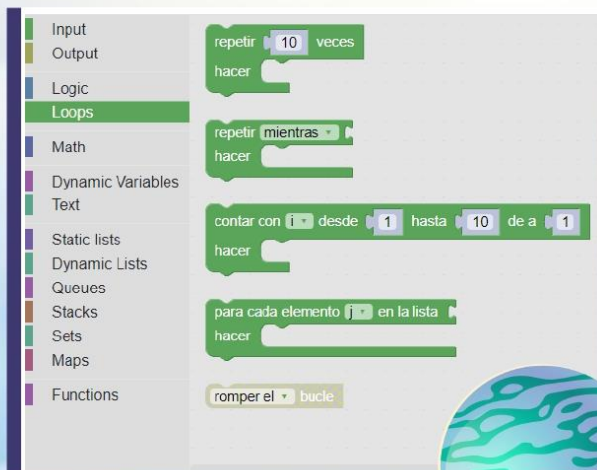 Input
Output
Logic
Loops
Math
Dynamic Variables
Text
Static lists
Dynamic Lists
Queues
Stacks
Sets
Maps
Functions
repetir 10 veces
hacer
repetir mientras
hacer
contar con i desde 1 hasta 10 de a 1
hacer
para cada elemento j en la lista
hacer
romper el bucle